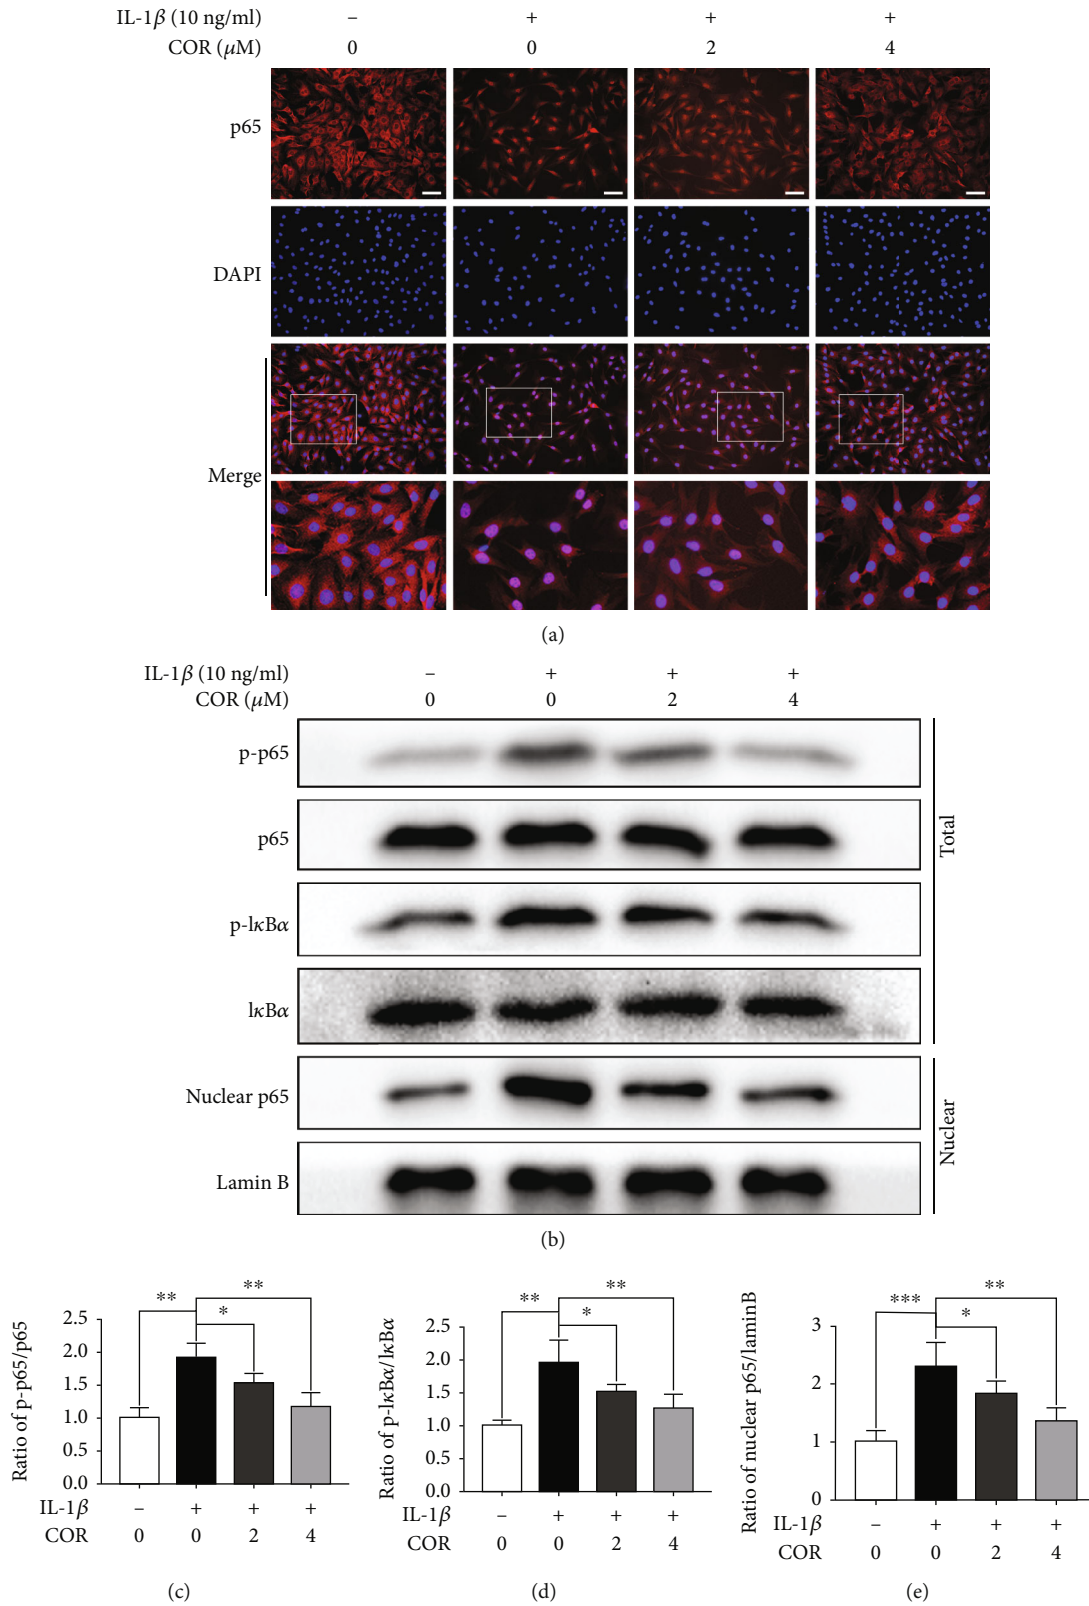 IL-1β (10 ng/ml) – + + +
COR (μM) 0 0 2 4
p65
DAPI
Merge
(a)
IL-1β (10 ng/ml) – + + +
COR (μM) 0 0 2 4
p-p65
p65
p-lκBα
lκBα
Total
Nuclear p65
Lamin B
Nuclear
(b)
Ratio of p-p65/p65
2.5
2.0
1.5
1.0
0.5
0.0
** * **
IL-1β – + + +
COR 0 0 2 4
(c)
Ratio of p-lκBα/lκBα
2.5
2.0
1.5
1.0
0.5
0.0
** * **
IL-1β – + + +
COR 0 0 2 4
(d)
Ratio of nuclear p65/laminB
3
2
1
0
*** * **
IL-1β – + + +
COR 0 0 2 4
(e)